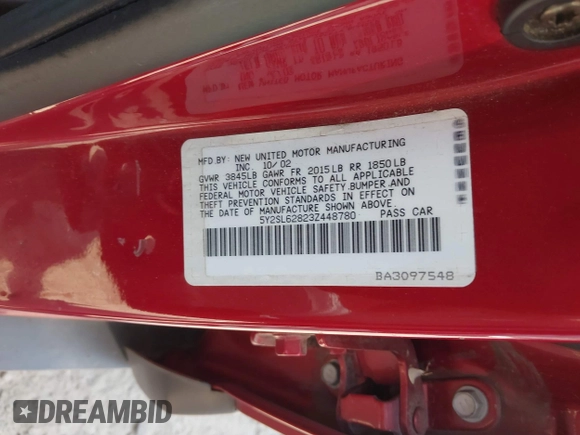 MFD.BY: NEW UNITED MOTOR MANUFACTURING
INC. 10/02
GVWR 3845LB GAWR FR 2015LB RR 1850LB
THIS VEHICLE CONFORMS TO ALL APPLICABLE
FEDERAL MOTOR VEHICLE SAFETY,BUMPER,AND
THEFT PREVENTION STANDARDS IN EFFECT ON
THE DATE OF MANUFACTURE SHOWN ABOVE.
5Y2SL62823Z448780 PASS CAR
BA3097548
DREAMBID